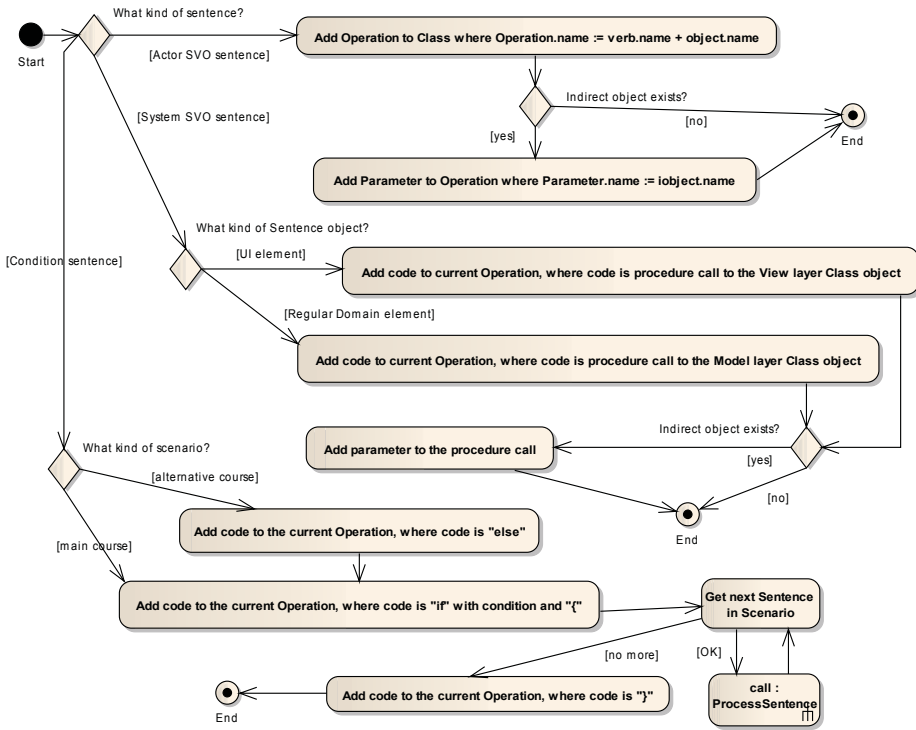 What kind of sentence?
Start
Add Operation to Class where Operation.name := verb.name + object.name
[Actor SVO sentence]
[System SVO sentence]
Indirect object exists?
[no]
[yes]
End
Add Parameter to Operation where Parameter.name := iobject.name
What kind of Sentence object?
[UI element]
[Condition sentence]
Add code to current Operation, where code is procedure call to the View layer Class object
[Regular Domain element]
Add code to current Operation, where code is procedure call to the Model layer Class object
Indirect object exists?
What kind of scenario?
Add parameter to the procedure call
[yes]
[alternative course]
[no]
End
Add code to the current Operation, where code is "else"
[main course]
Add code to the current Operation, where code is "if" with condition and "{"
Get next Sentence
in Scenario
[no more]
[OK]
Add code to the current Operation, where code is "}"
call :
ProcessSentence
End